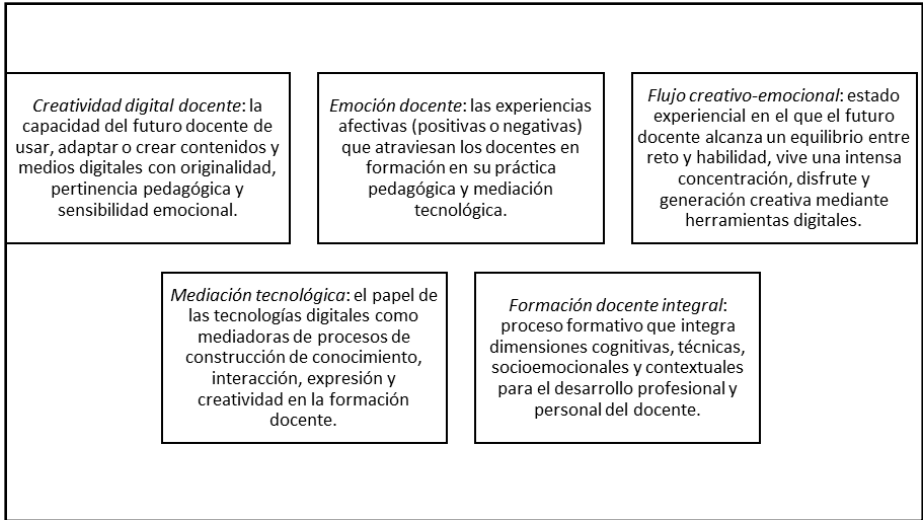 Creatividad digital docente: la
capacidad del futuro docente de
usar, adaptar o crear contenidos y
medios digitales con originalidad,
pertinencia pedagógica y
sensibilidad emocional.
Emoción docente: las experiencias
afectivas (positivas o negativas)
que atraviesan los docentes en
formación en su práctica
pedagógica y mediación
tecnológica.
Flujo creativo-emocional: estado
experiencial en el que el futuro
docente alcanza un equilibrio entre
reto y habilidad, vive una intensa
concentración, disfrute y
generación creativa mediante
herramientas digitales.
Mediación tecnológica: el papel de
las tecnologías digitales como
mediadoras de procesos de
construcción de conocimiento,
interacción, expresión y
creatividad en la formación
docente.
Formación docente integral:
proceso formativo que integra
dimensiones cognitivas, técnicas,
socioemocionales y contextuales
para el desarrollo profesional y
personal del docente.